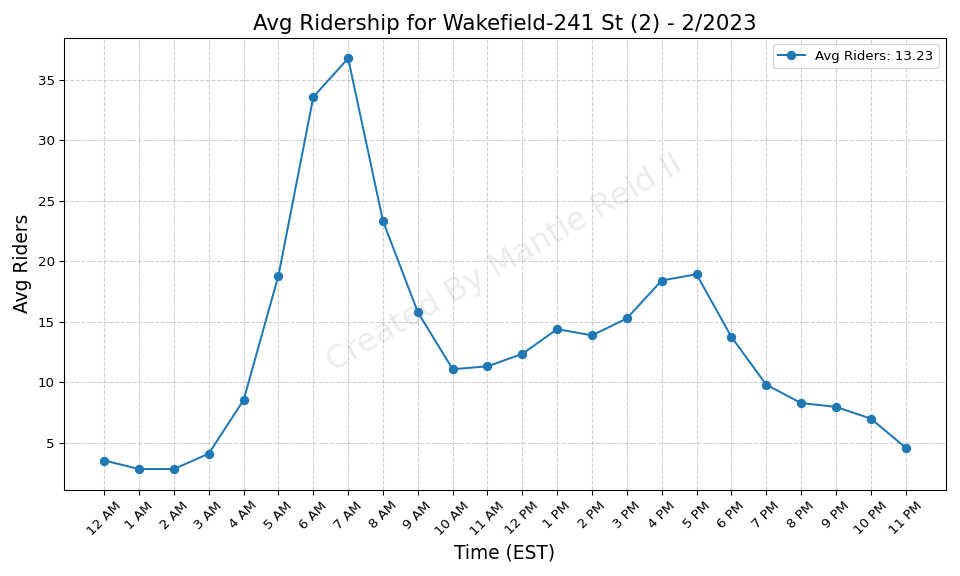 Avg Ridership for Wakefield-241 St (2) - 2/2023
Avg Riders: 13.23
Avg Riders
35
30
25
20
15
10
5
Created By Mantie Reid II
12 AM
1 AM
2 AM
3 AM
4 AM
5 AM
6 AM
7 AM
8 AM
9 AM
10 AM
11 AM
12 PM
1 PM
2 PM
3 PM
4 PM
5 PM
6 PM
7 PM
8 PM
9 PM
10 PM
11 PM
Time (EST)